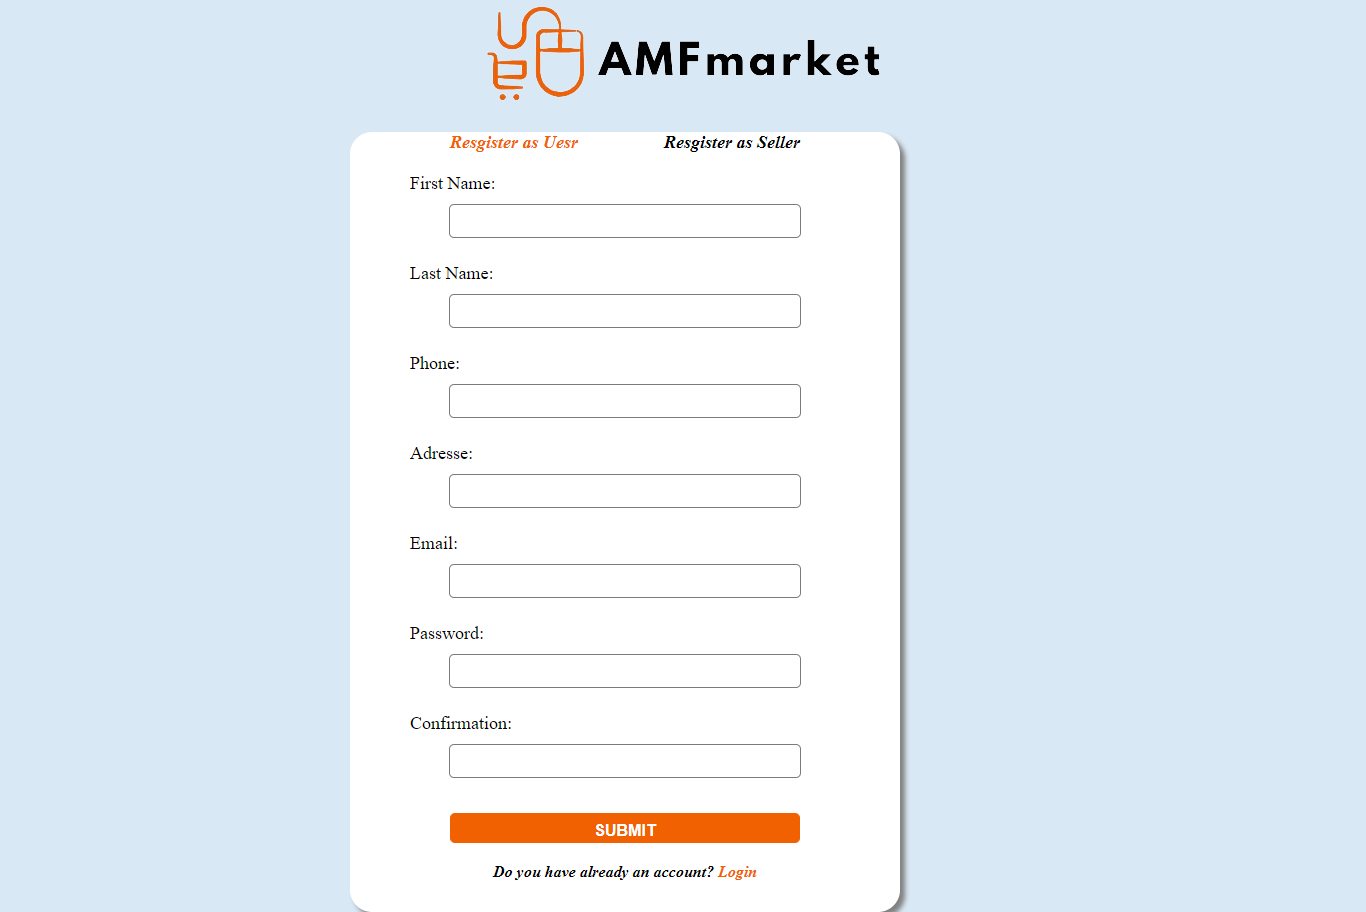 AMFmarket
Resgister as Uesr Resgister as Seller
First Name:
Last Name:
Phone:
Adresse:
Email:
Password:
Confirmation:
SUBMIT
Do you have already an account? Login